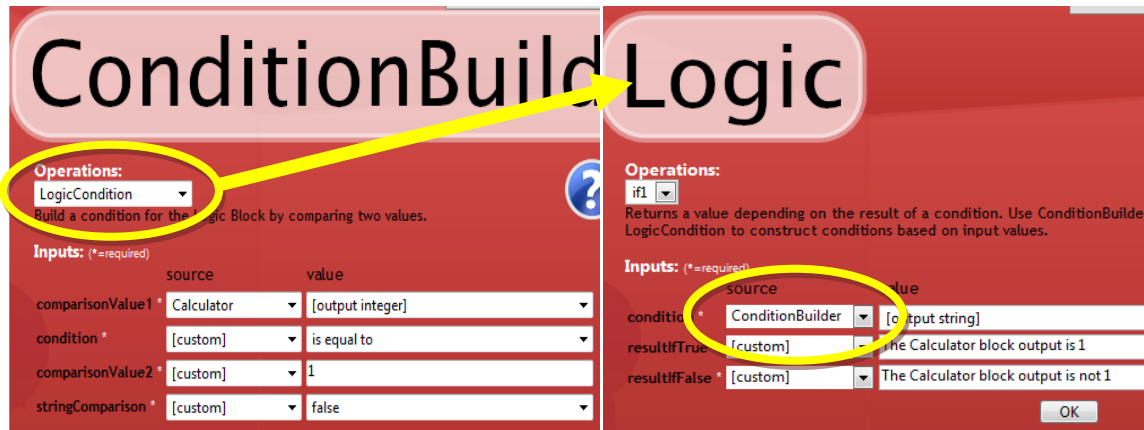 ConditionBuild
Operations:
LogicCondition
Build a condition for the Logic Block by comparing two values.
Inputs: (*=required)
source value
comparisonValue1 * Calculator [output integer]
condition * [custom] is equal to
comparisonValue2 * [custom] 1
stringComparison * [custom] false
?
Logic
Operations:
if1
Returns a value depending on the result of a condition. Use ConditionBuilde
LogicCondition to construct conditions based on input values.
Inputs: (*=required)
source value
condition * ConditionBuilder [output string]
resultIfTrue * [custom] The Calculator block output is 1
resultIfFalse * [custom] The Calculator block output is not 1
OK